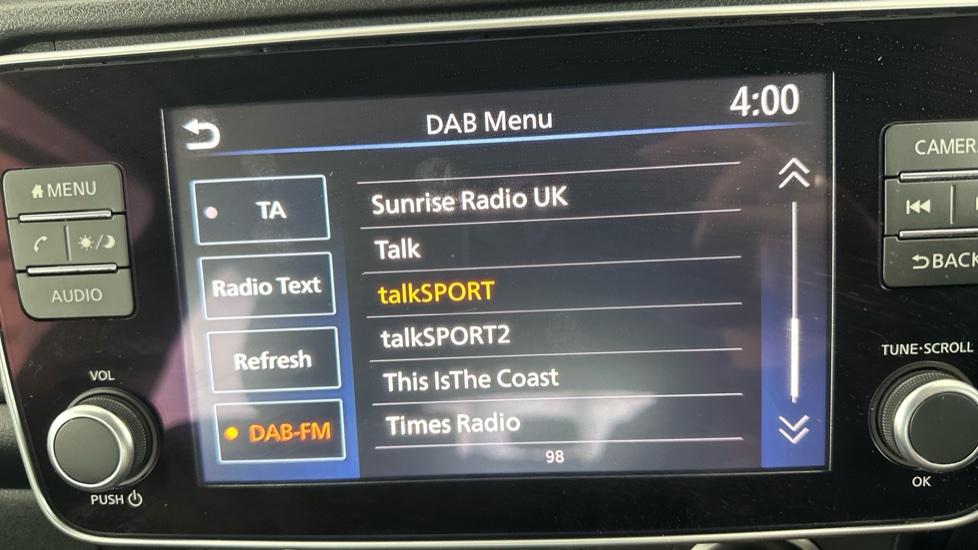 DAB Menu
4:00
TA
Radio Text
Refresh
DAB-FM
Sunrise Radio UK
Talk
talkSPORT
talkSPORT2
This IsThe Coast
Times Radio
98
MENU
AUDIO
VOL
PUSH
CAMER
BACK
TUNE·SCROLL
OK